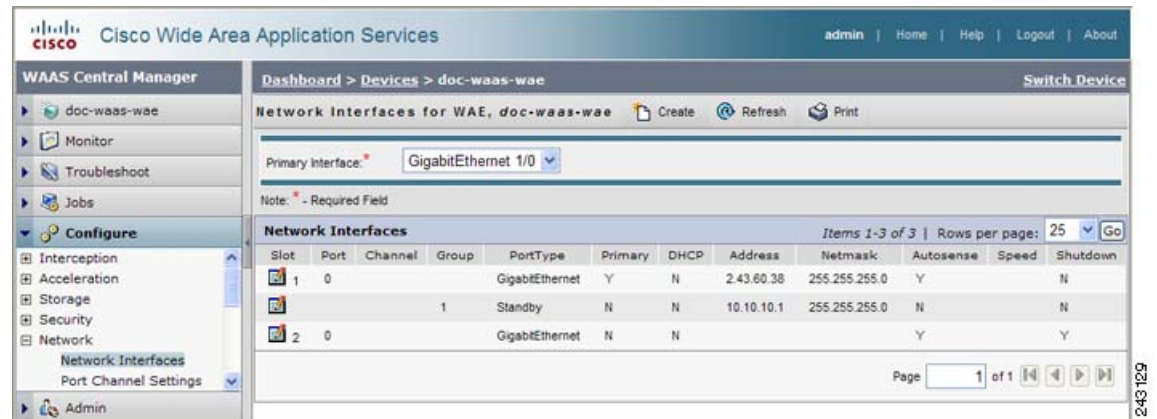 CISCO Cisco Wide Area Application Services admin | Home | Help | Logout | About
WAAS Central Manager
Dashboard > Devices > doc-waas-wae Switch Device
doc-waas-wae
Monitor
Troubleshoot
Jobs
Configure
Interception
Acceleration
Storage
Security
Network
Network Interfaces
Port Channel Settings
Admin
Network Interfaces for WAE, doc-waas-wae Create Refresh Print
Primary Interface:* GigabitEthernet 1/0
Note: * - Required Field
Network Interfaces Items 1-3 of 3 | Rows per page: 25 Go
Slot Port Channel Group PortType Primary DHCP Address Netmask Autosense Speed Shutdown
1 0 GigabitEthernet Y N 2.43.60.38 255.255.255.0 Y N
1 Standby N N 10.10.10.1 255.255.255.0 N N
2 0 GigabitEthernet N N Y Y
Page 1 of 1
243129